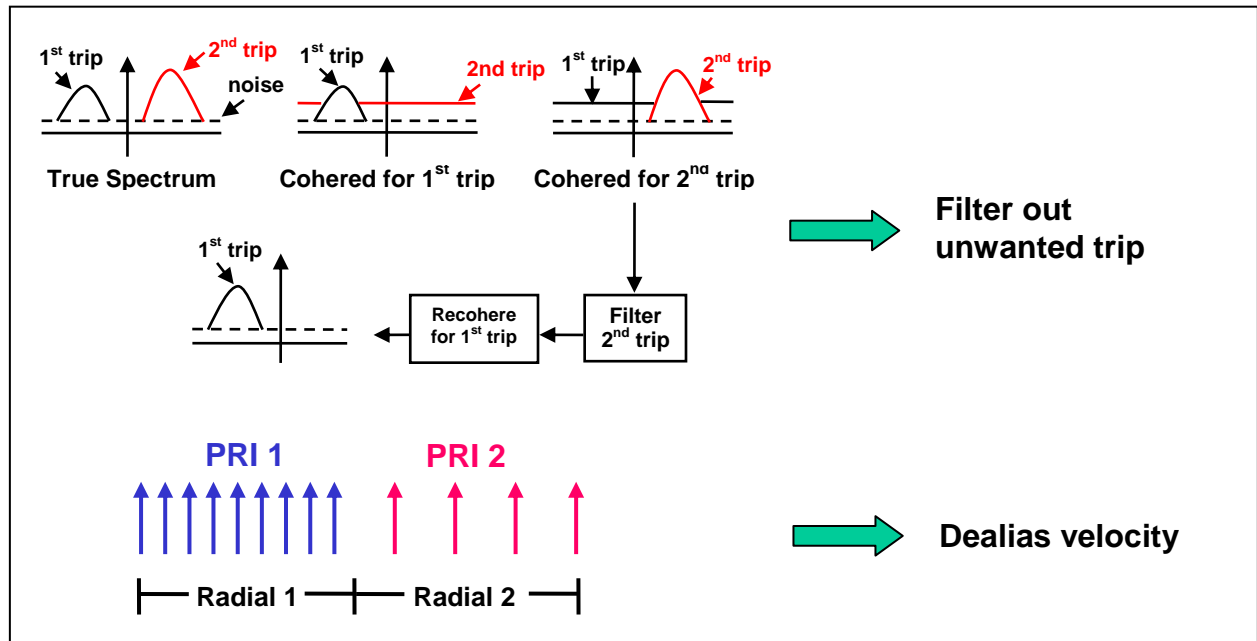 1st trip
2nd trip
noise
True Spectrum
1st trip
2nd trip
Cohered for 1st trip
1st trip
2nd trip
Cohered for 2nd trip
Filter out
unwanted trip
1st trip
Recohere
for 1st trip
Filter
2nd trip
PRI 1
PRI 2
Radial 1
Radial 2
Dealias velocity